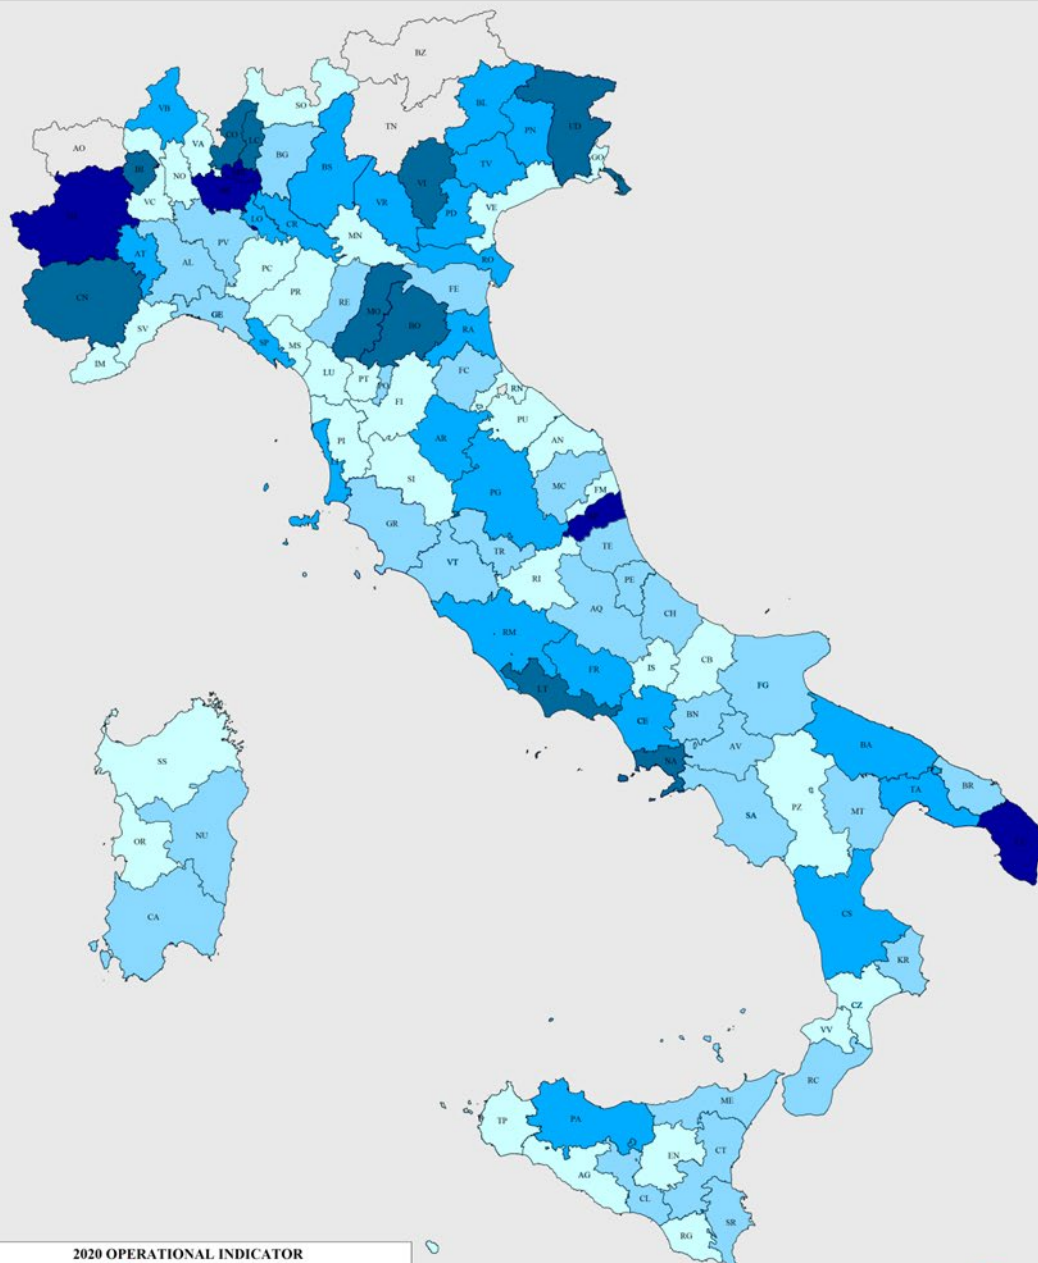 BZ
TN
SO
BL
PN
UD
GO
VB
AO
VA
CO
LC
BG
BS
VI
TV
BI
NO
VC
VR
PD
VE
LO
CR
MN
RO
AT
PV
AL
PC
PR
RE
FE
CN
MO
BO
GE
SV
SP
MS
RA
IM
LU
PT
PO
FC
RN
FI
PU
PI
AR
AN
SI
PG
MC
FM
GR
TR
TE
VT
RI
PE
AQ
CH
RM
FR
IS
CB
LT
FG
CE
BN
AV
NA
BA
SS
PZ
TA
BR
SA
MT
NU
OR
CA
CS
KR
CZ
VV
RC
TP
PA
ME
EN
CT
AG
CL
SR
RG
2020 OPERATIONAL INDICATOR